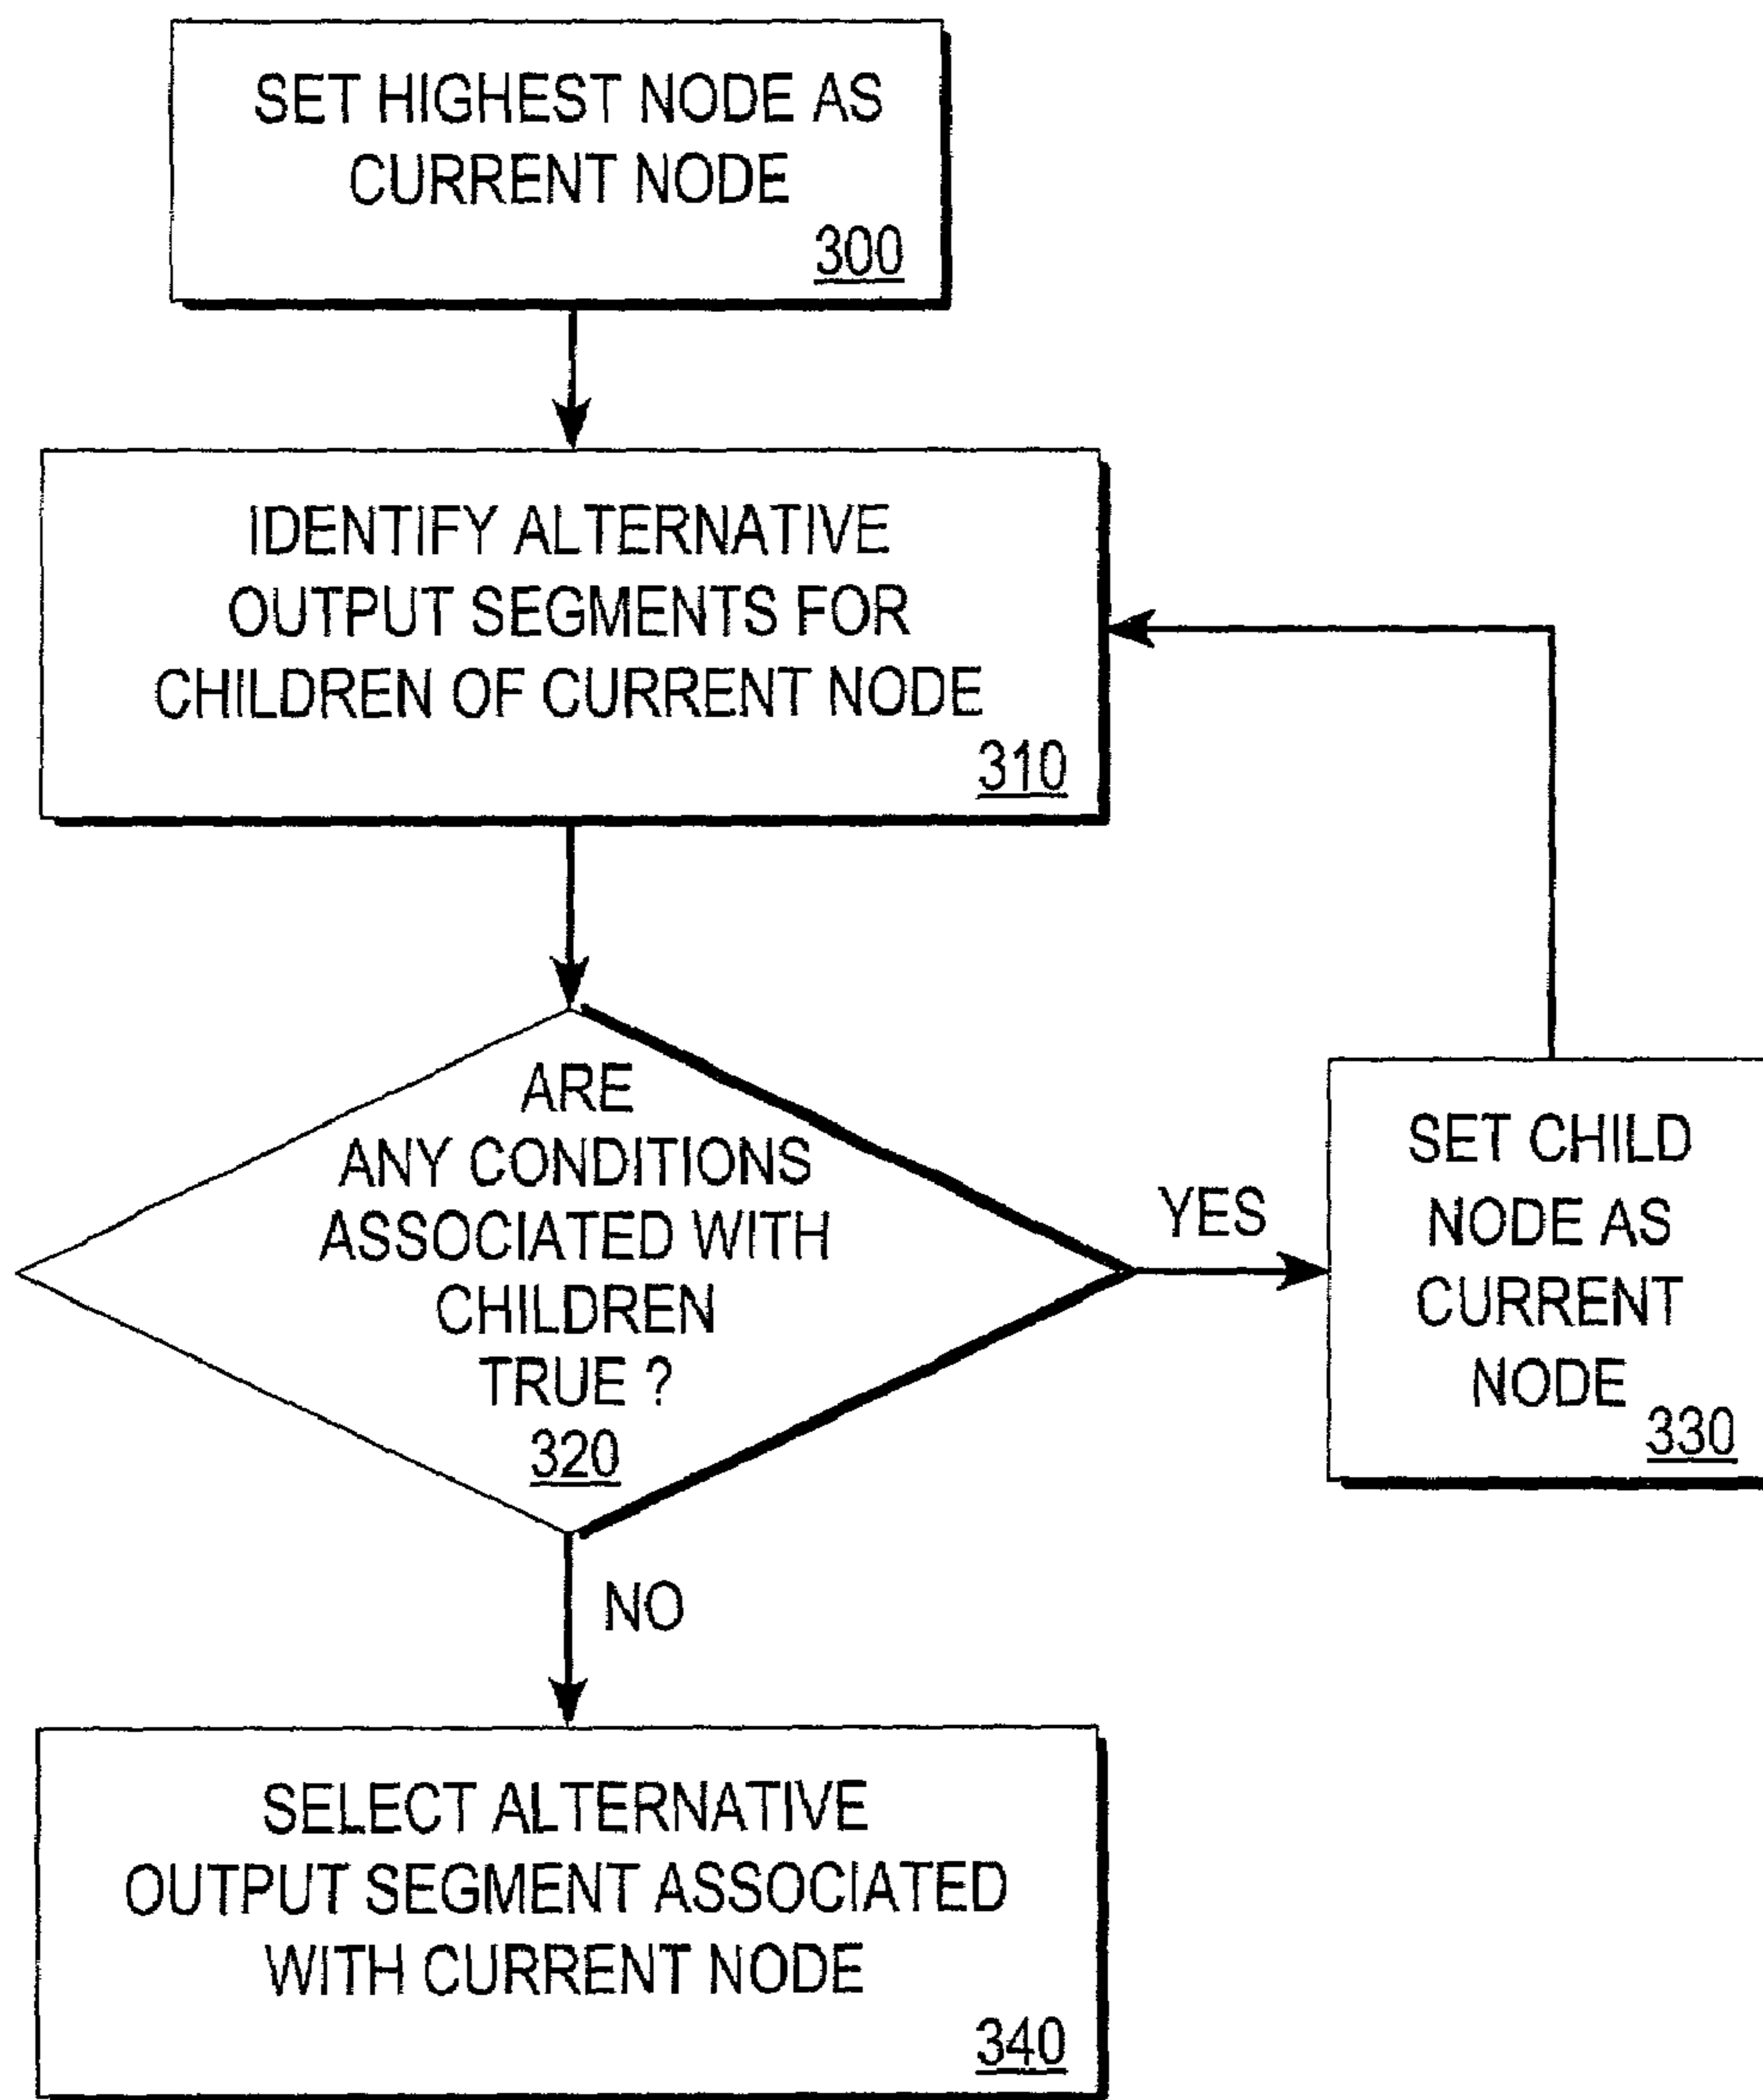 SET HIGHEST NODE AS
CURRENT NODE
300
IDENTIFY ALTERNATIVE
OUTPUT SEGMENTS FOR
CHILDREN OF CURRENT NODE
310
ARE
ANY CONDITIONS
ASSOCIATED WITH
CHILDREN
TRUE ?
320
YES
SET CHILD
NODE AS
CURRENT
NODE
330
NO
SELECT ALTERNATIVE
OUTPUT SEGMENT ASSOCIATED
WITH CURRENT NODE
340